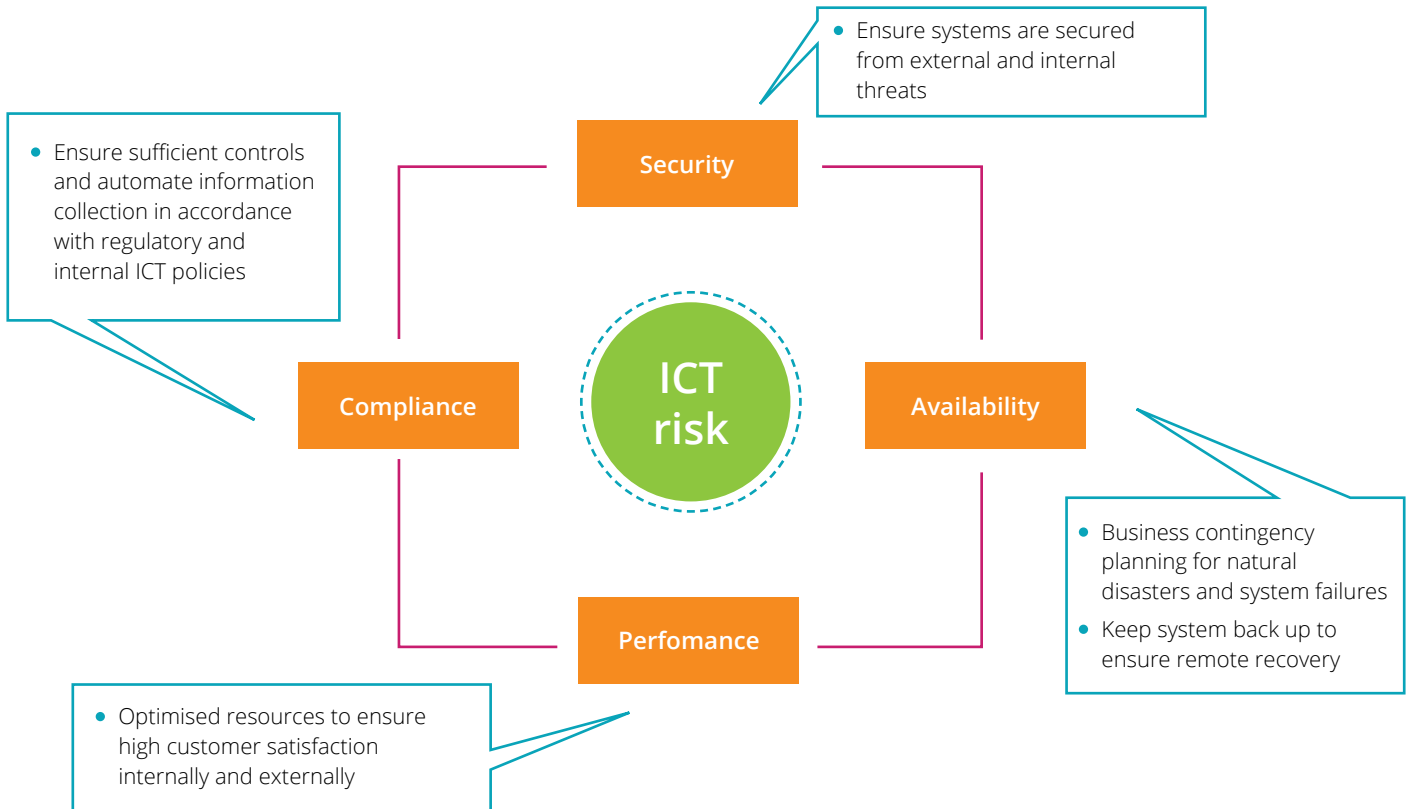 • Ensure systems are secured
from external and internal
threats
Security
• Ensure sufficient controls
and automate information
collection in accordance
with regulatory and
internal ICT policies
Compliance
ICT
risk
Availability
• Business contingency
planning for natural
disasters and system failures
• Keep system back up to
ensure remote recovery
Perfomance
• Optimised resources to ensure
high customer satisfaction
internally and externally